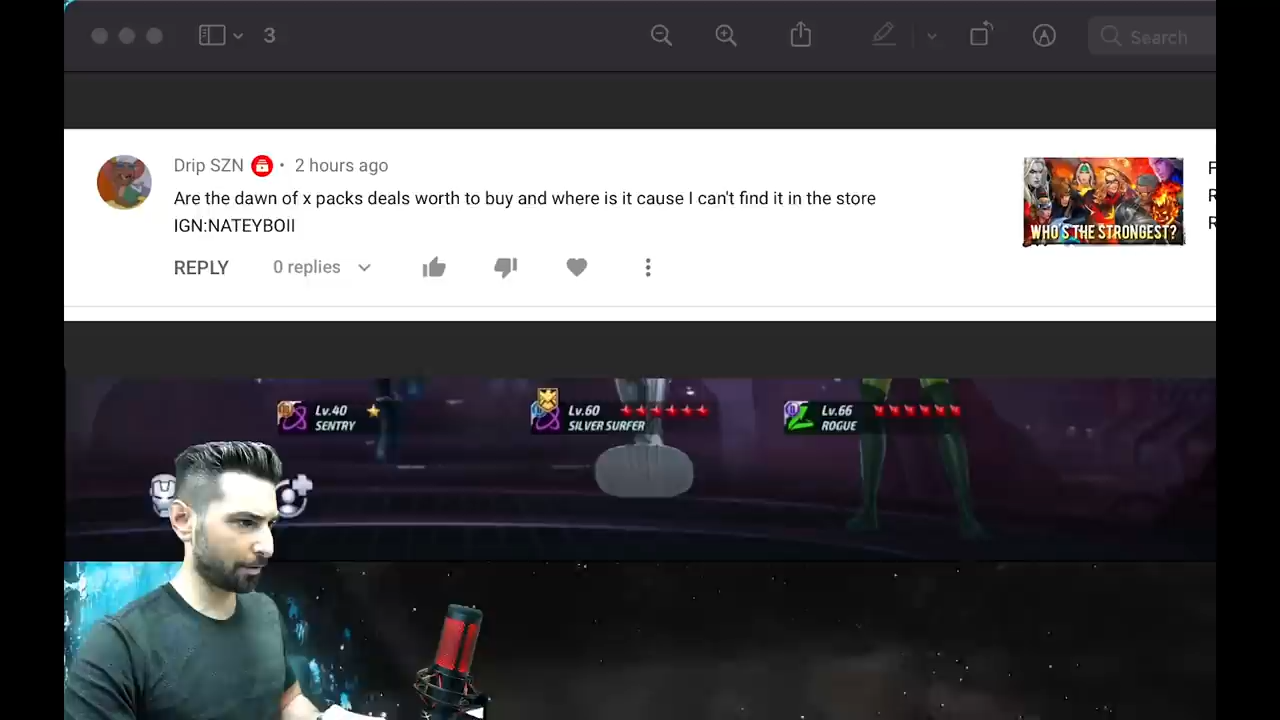 3
Search
Drip SZN • 2 hours ago
Are the dawn of x packs deals worth to buy and where is it cause I can't find it in the store
IGN:NATEYBOII
REPLY 0 replies
WHO'S THE STRONGEST?
F
R
R
Lv.40
SENTRY
Lv.60
SILVER SURFER
Lv.66
ROGUE